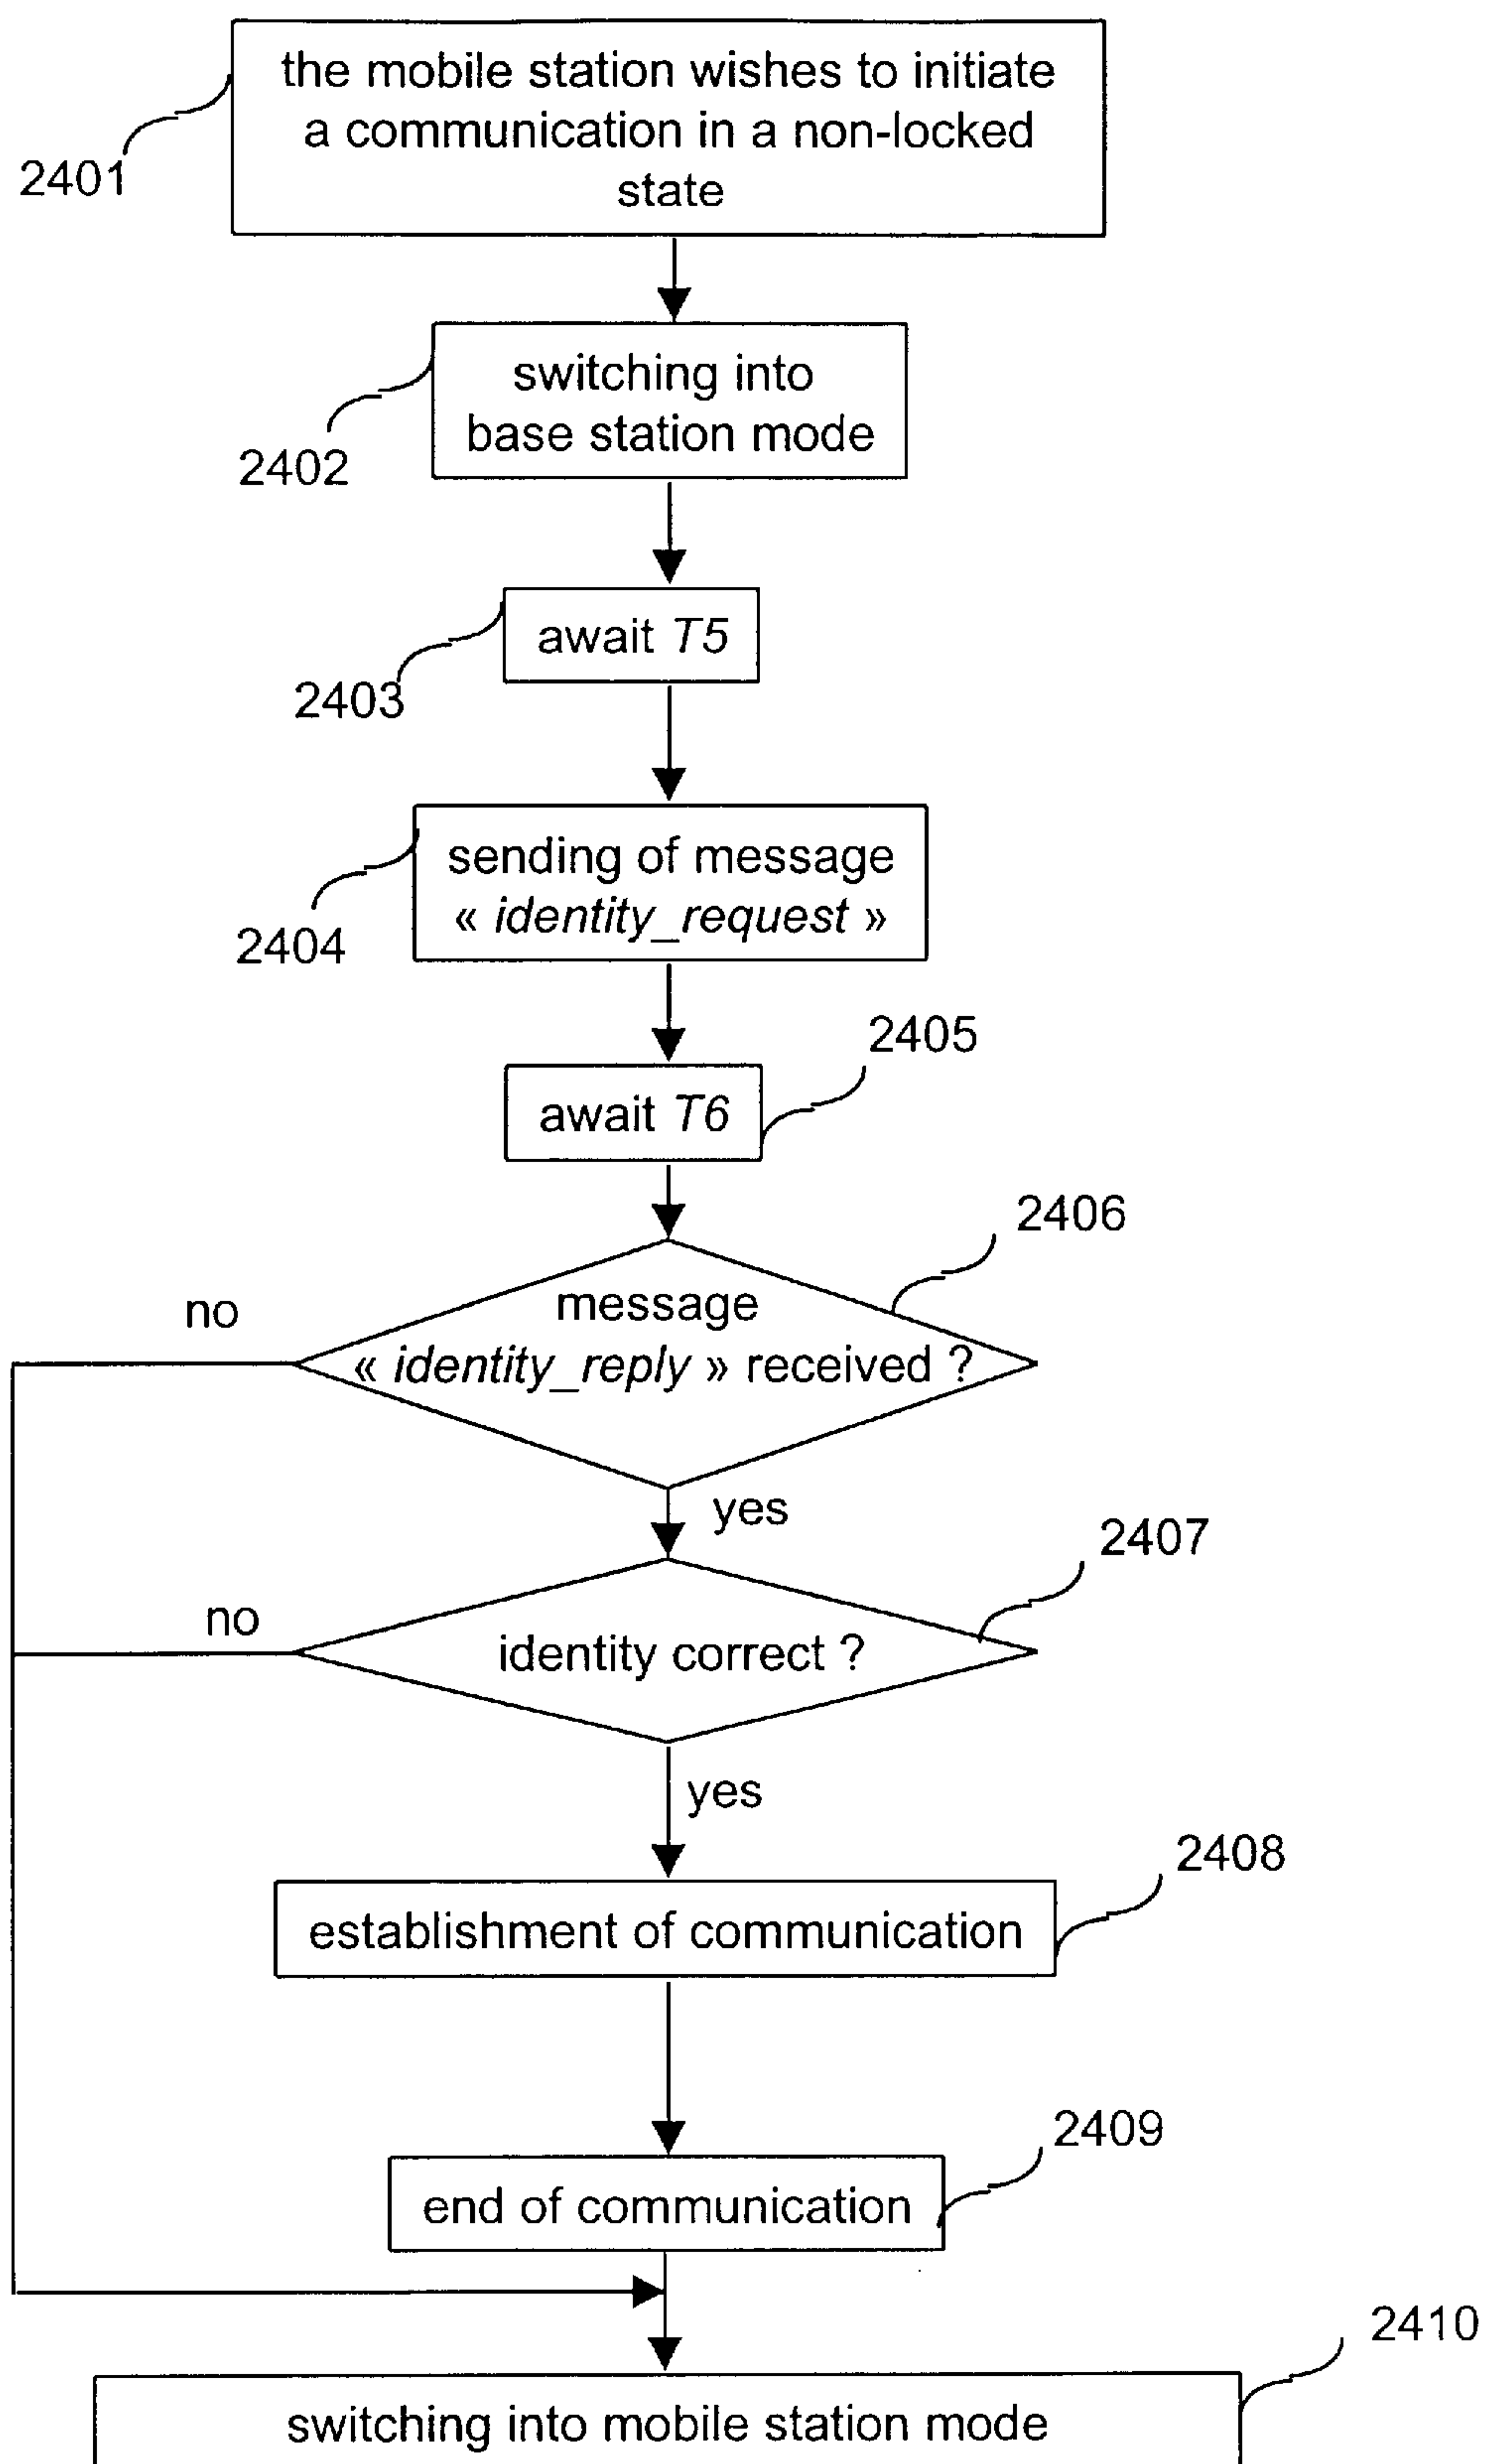 the mobile station wishes to initiate
a communication in a non-locked
state
2401
switching into
base station mode
2402
await T5
2403
sending of message
« identity_request »
2404
2405
await T6
2406
no
message
« identity_reply » received ?
yes
2407
no
identity correct ?
yes
2408
establishment of communication
2409
end of communication
2410
switching into mobile station mode